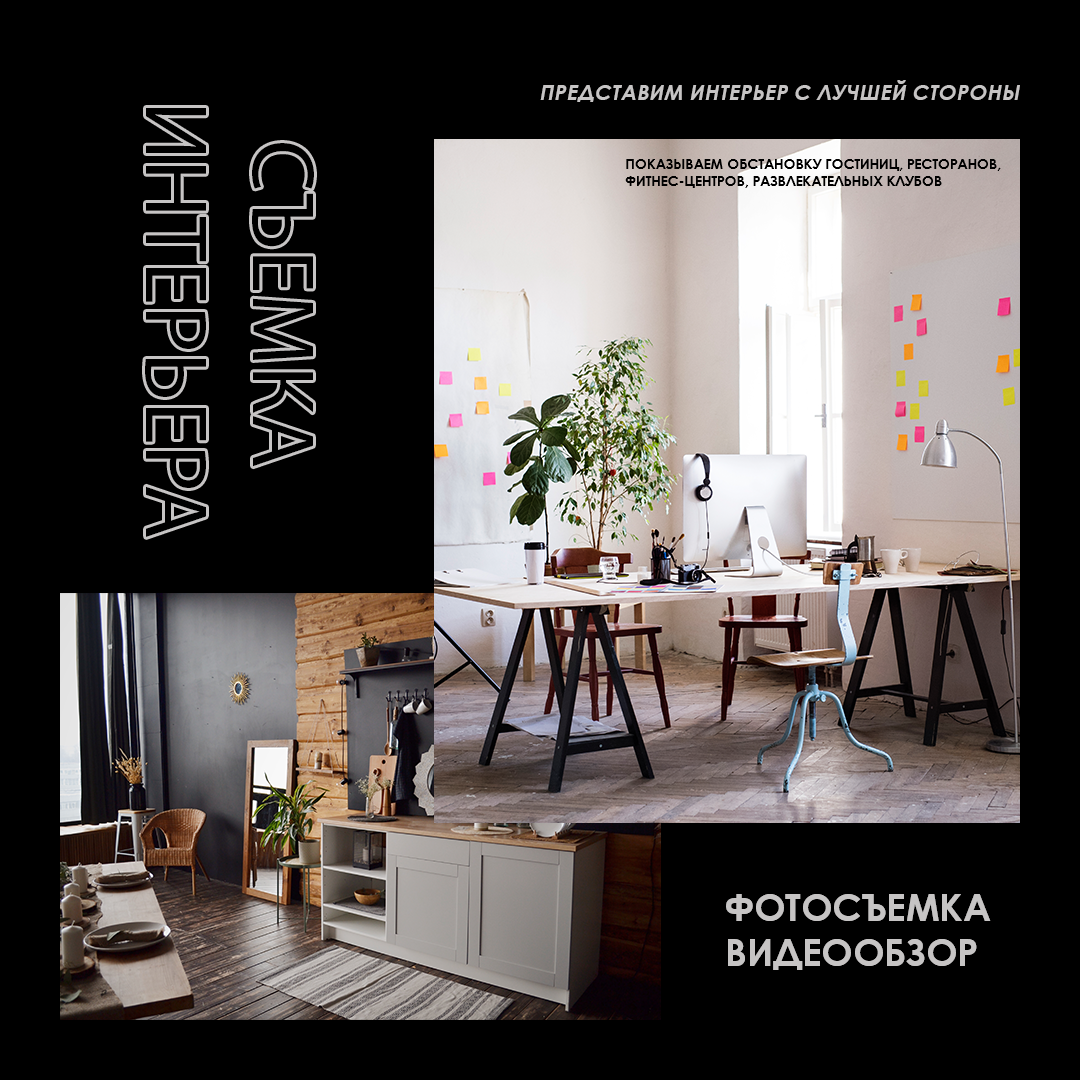 ПРЕДСТАВИМ ИНТЕРЬЕР С ЛУЧШЕЙ СТОРОНЫ
СЪЕМКА
ИНТЕРЬЕРА
ПОКАЗЫВАЕМ ОБСТАНОВКУ ГОСТИНИЦ, РЕСТОРАНОВ,
ФИТНЕС-ЦЕНТРОВ, РАЗВЛЕКАТЕЛЬНЫХ КЛУБОВ
ФОТОСЪЕМКА
ВИДЕООБЗОР